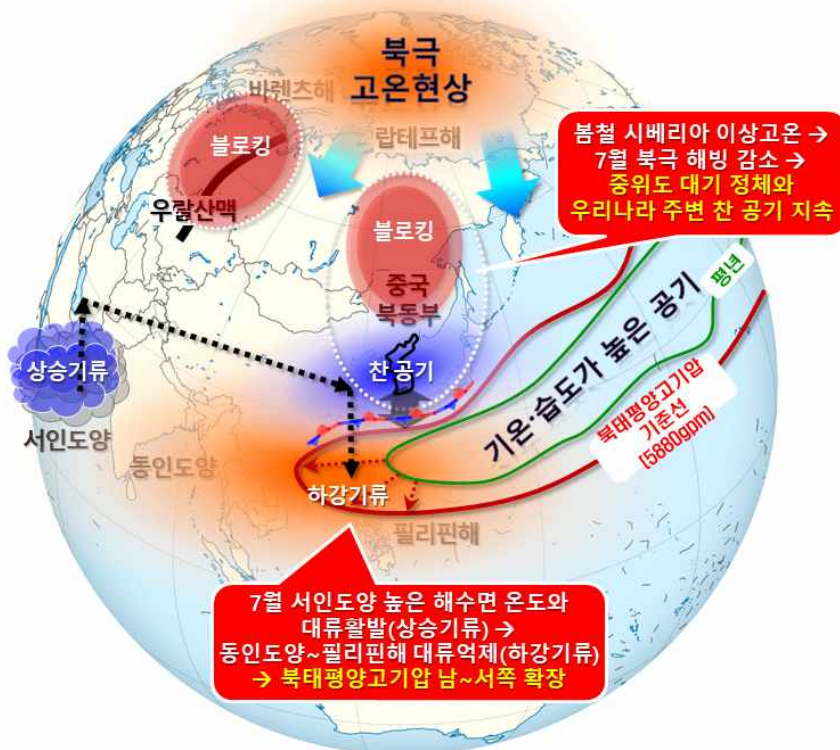 북극
고온현상
바렌츠해
랍테프해
블로킹
우랄산맥
블로킹
중국
북동부
찬 공기
봄철 시베리아 이상고온 →
7월 북극 해빙 감소 →
중위도 대기 정체와
우리나라 주변 찬 공기 지속
평년
기온·습도가 높은 공기
북태평양고기압
기준선
(5880gpm)
상승기류
서인도양
동인도양
하강기류
필리핀해
7월 서인도양 높은 해수면 온도와
대류활발(상승기류) →
동인도양~필리핀해 대류억제(하강기류)
→ 북태평양고기압 남~서쪽 확장